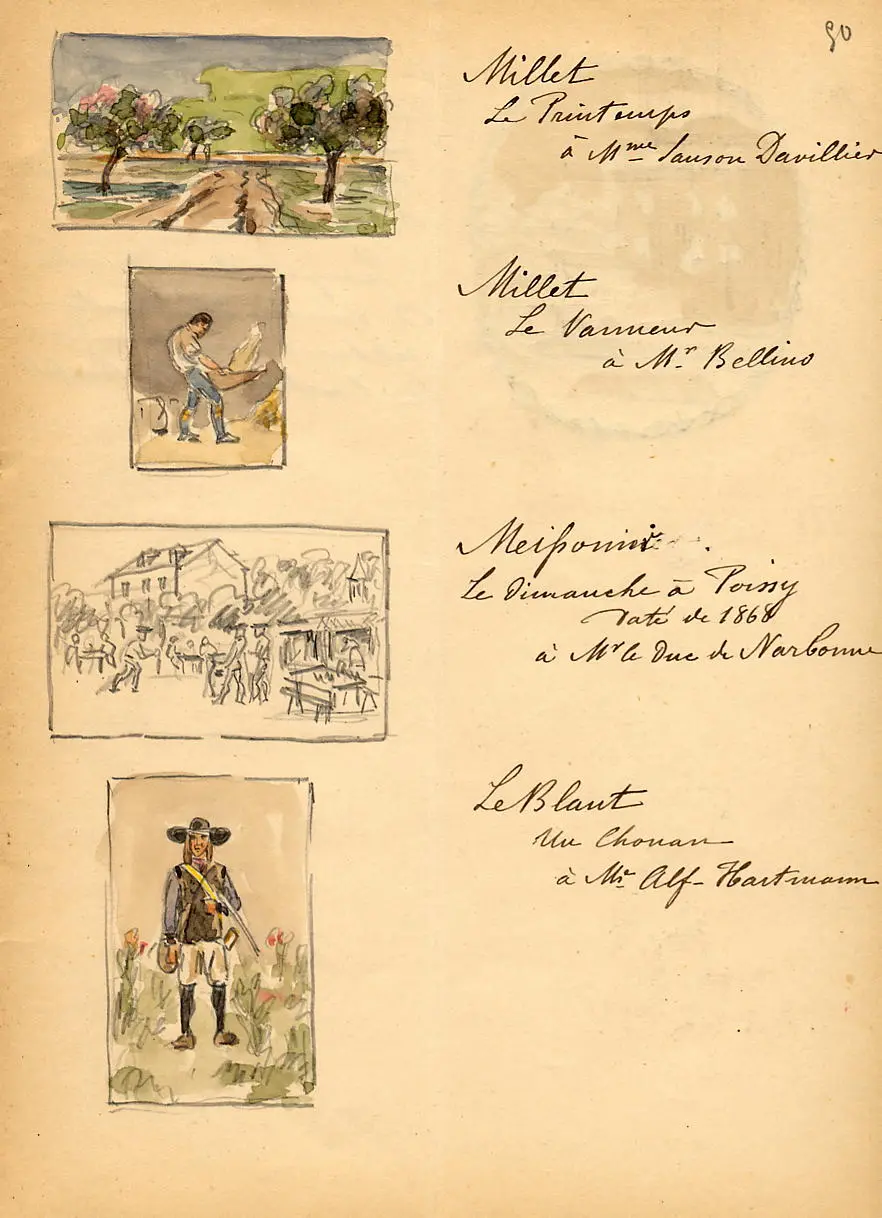 90
Millet
Le Printemps
à Mme Sanson Davillier
Millet
Le Vanneur
à Mr. Bellino
Meissonier
Le dimanche à Poissy
daté de 1868
à Mr le Duc de Narbonne
Le Blant
Un Chouan
à Mr Alf- Hartmann